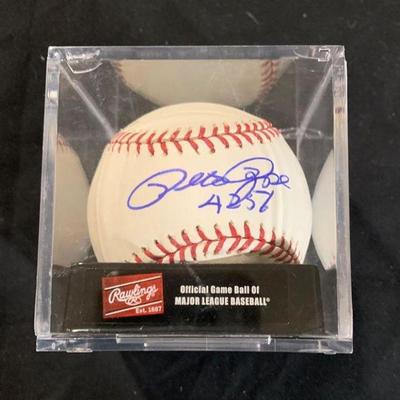 Pete Rose
4256
Rawlings
Est. 1887
Official Game Ball Of
MAJOR LEAGUE BASEBALL®